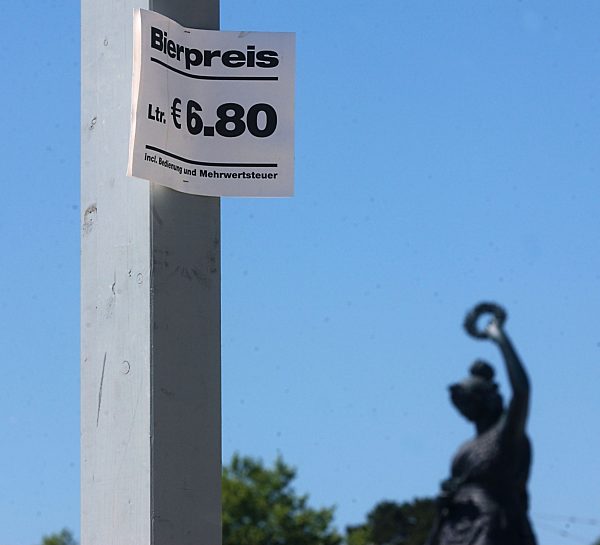 Bierpreis
Ltr. €6.80
incl. Bedienung und Mehrwertsteuer